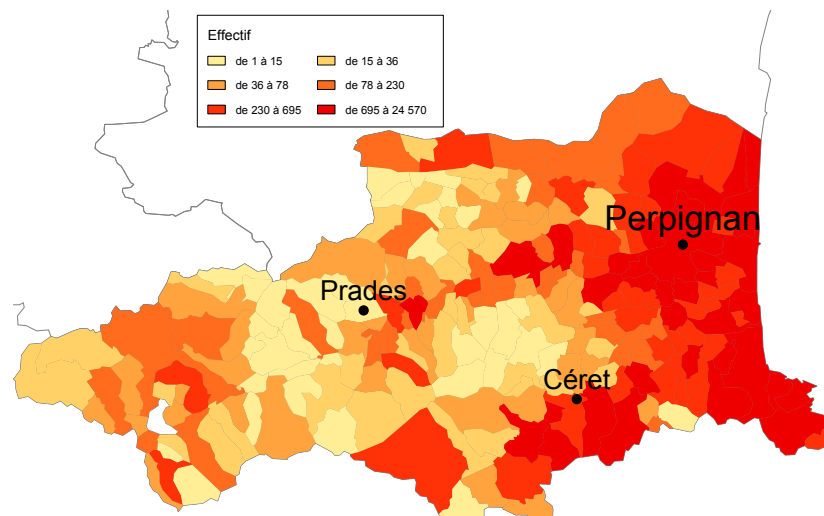 Effectif
de 1 à 15 de 15 à 36
de 36 à 78 de 78 à 230
de 230 à 695 de 695 à 24 570
Perpignan
Prades
Céret